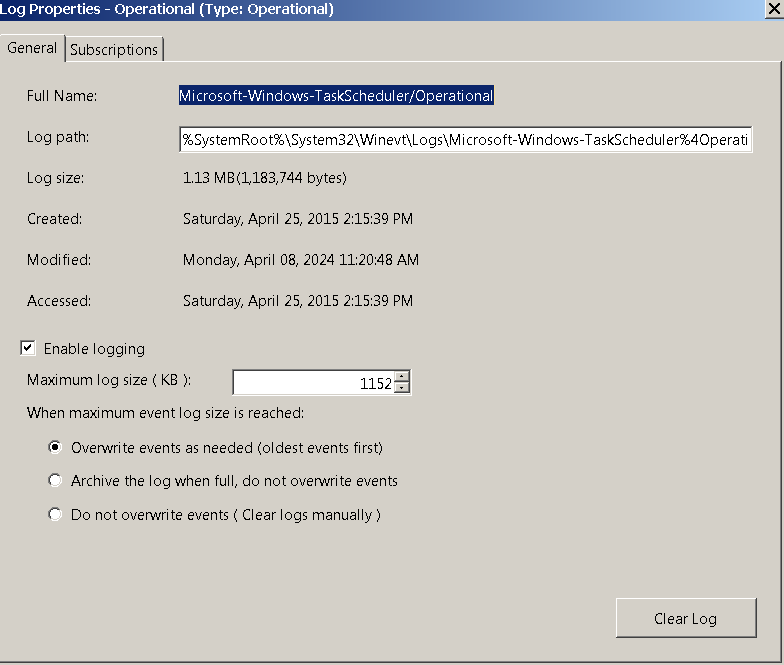 Log Properties - Operational (Type: Operational)
General Subscriptions
Full Name: Microsoft-Windows-TaskScheduler/Operational
Log path: %SystemRoot%\System32\Winevt\Logs\Microsoft-Windows-TaskScheduler%4Operati
Log size: 1.13 MB(1,183,744 bytes)
Created: Saturday, April 25, 2015 2:15:39 PM
Modified: Monday, April 08, 2024 11:20:48 AM
Accessed: Saturday, April 25, 2015 2:15:39 PM
Enable logging
Maximum log size ( KB ): 1152
When maximum event log size is reached:
Overwrite events as needed (oldest events first)
Archive the log when full, do not overwrite events
Do not overwrite events ( Clear logs manually )
Clear Log